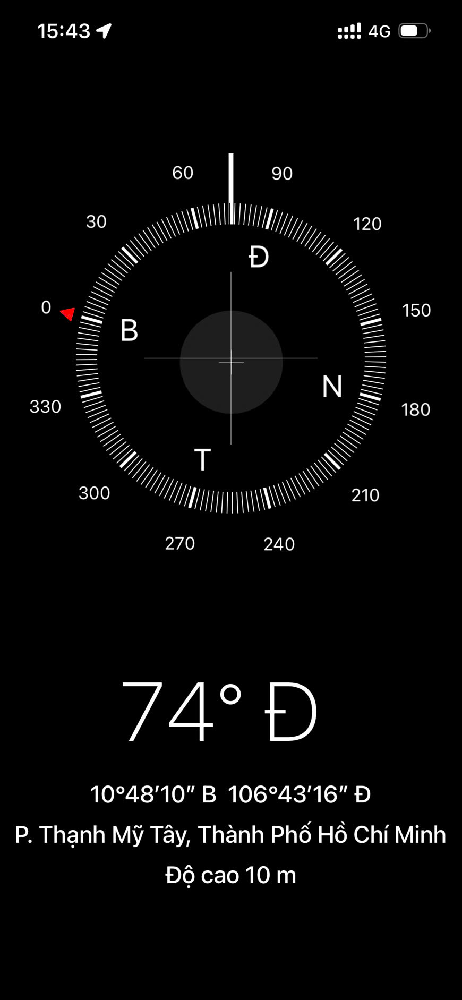 15:43 4G
60 90
30 120
Đ
0 150
B
N
330 180
T
300 210
270 240
74° Đ
10°48′10″ B 106°43′16″ Đ
P. Thạnh Mỹ Tây, Thành Phố Hồ Chí Minh
Độ cao 10 m